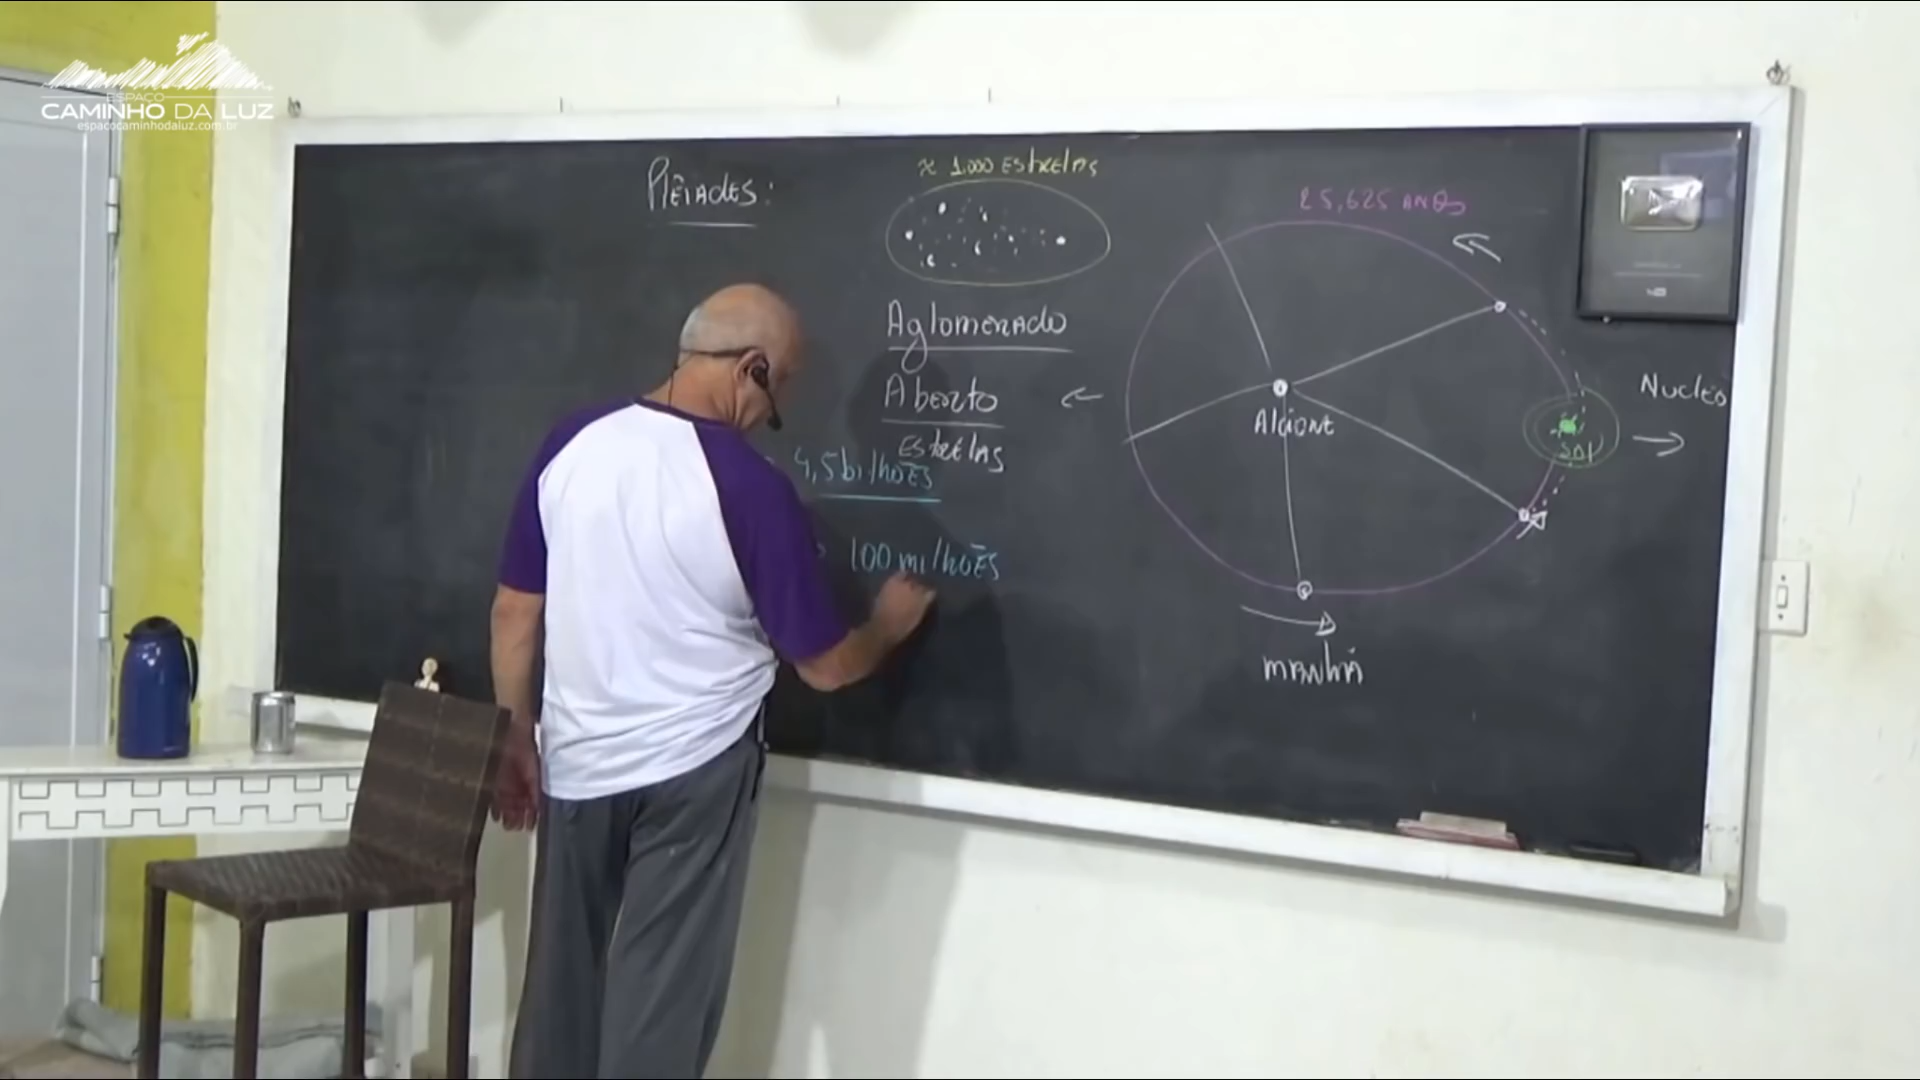 ESPAÇO
CAMINHO DA LUZ
espacocaminhodaluz.com.br
Plêiades:
≈ 1.000 Estrelas
Aglomerado
Aberto
Estrelas
4,5 bilhões
100 milhões
25,625 anos
Alcione
Sol
Nucleo
manhã